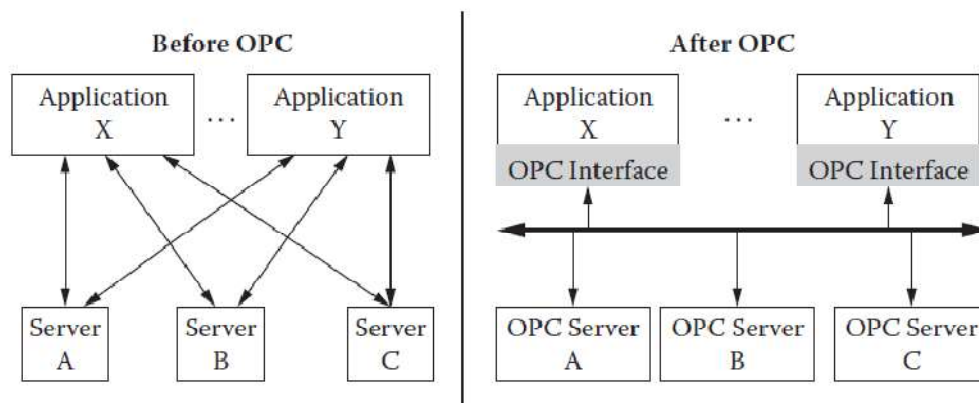 Before OPC
Application
X
...
Application
Y
Server
A
Server
B
Server
C
After OPC
Application
X
OPC Interface
...
Application
Y
OPC Interface
OPC Server
A
OPC Server
B
OPC Server
C